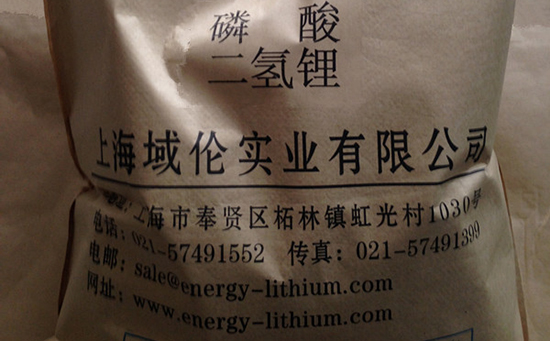 磷 酸
二氢锂
上海域伦实业有限公司
上海市奉贤区柘林镇虹光村1030号
电话: 021-57491552 传真: 021-57491399
电邮: sale@energy-lithium.com
网址: www.energy-lithium.com